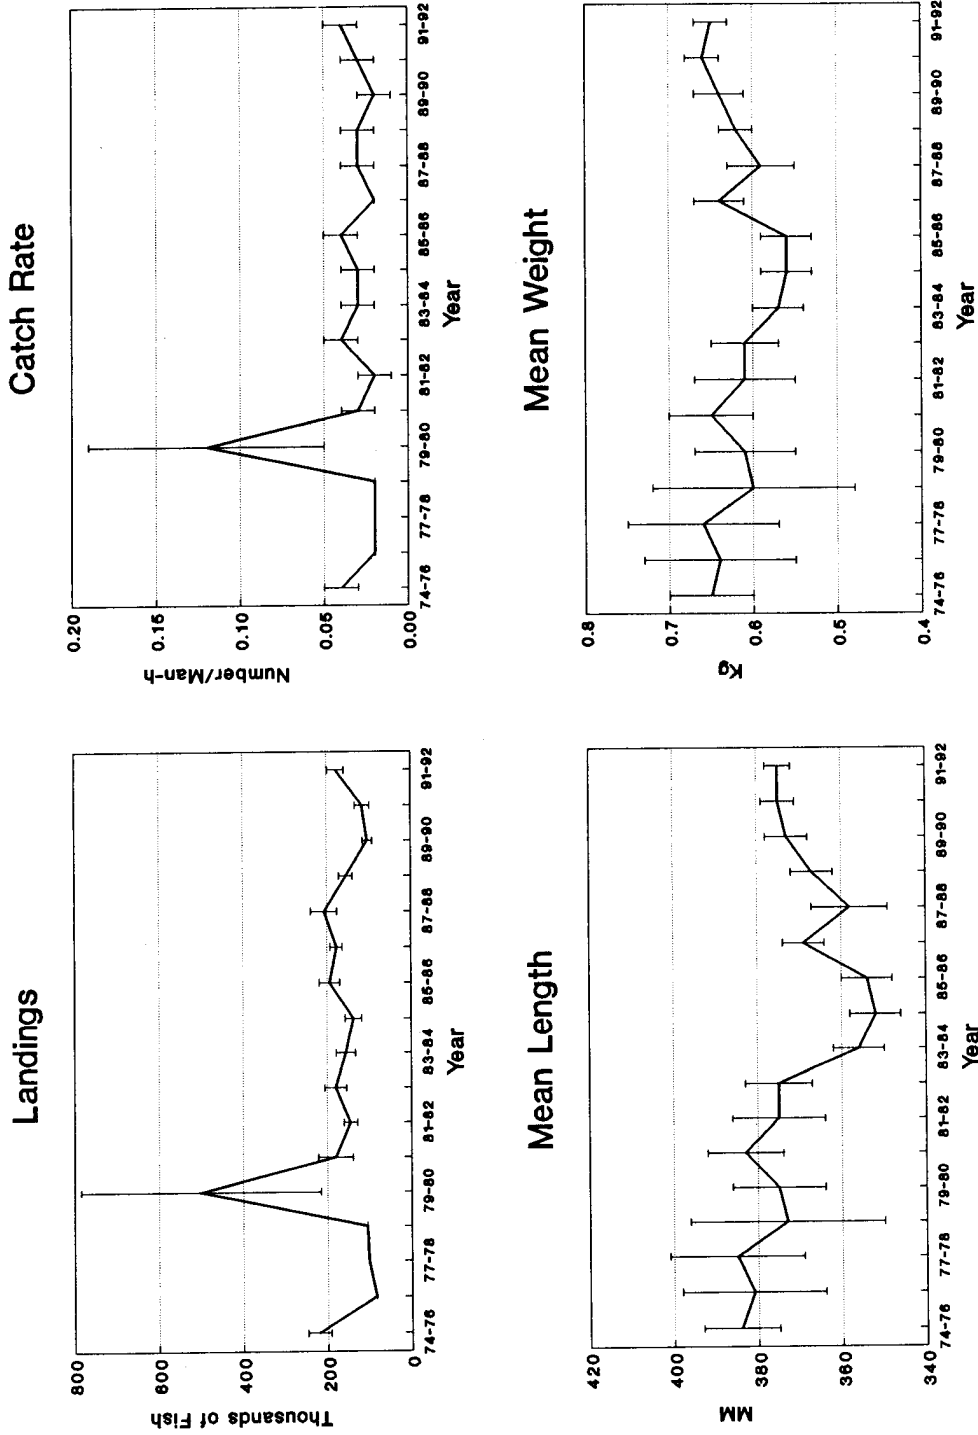 Landings
Thousands of Fish
800
600
400
200
0
74-76 77-78 79-80 81-82 83-84 85-86 87-88 89-90 91-92
Year
Catch Rate
Number/Man-h
0.20
0.15
0.10
0.05
0.00
74-76 77-78 79-80 81-82 83-84 85-86 87-88 89-90 91-92
Year
Mean Length
MM
420
400
380
360
340
74-76 77-78 79-80 81-82 83-84 85-86 87-88 89-90 91-92
Year
Mean Weight
Kg
0.8
0.7
0.6
0.5
0.4
74-76 77-78 79-80 81-82 83-84 85-86 87-88 89-90 91-92
Year